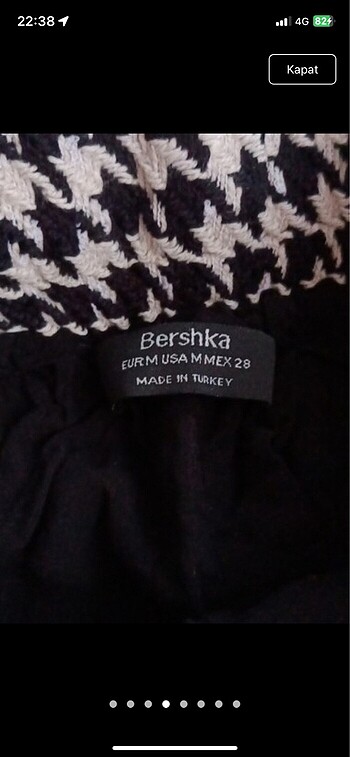 22:38
4G 82
Kapat
Bershka
EUR M USA M MEX 28
MADE IN TURKEY